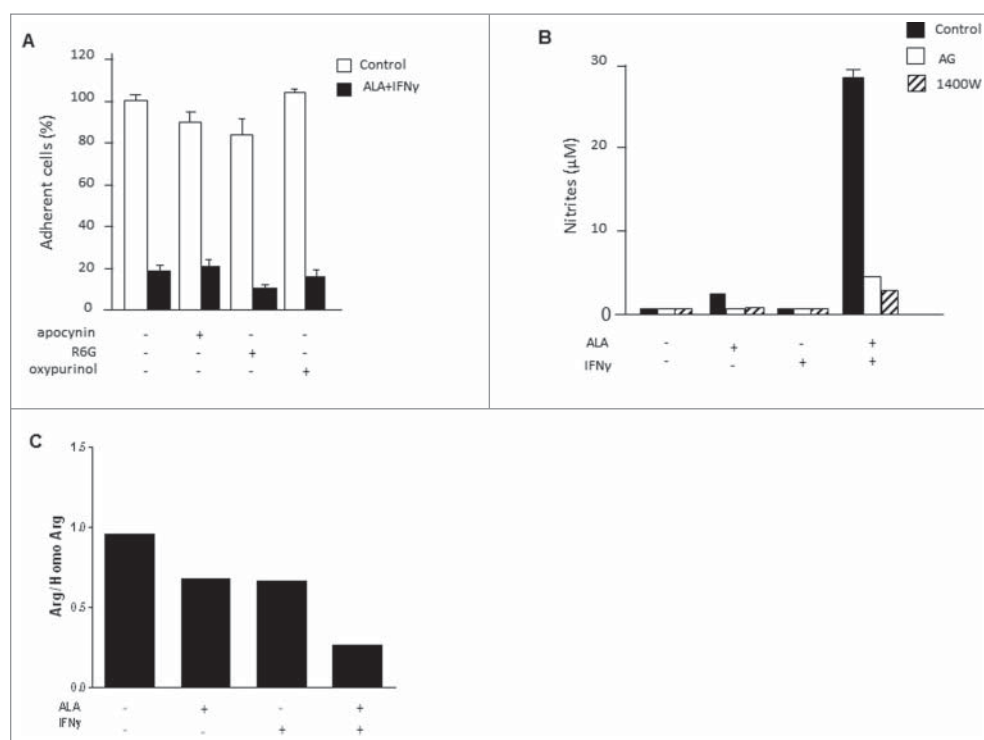 A
120
100
80
60
40
20
0
Adherent cells (%)
Control
ALA+IFNγ
apocynin - + - -
R6G - - + -
oxypurinol - - - +
B
Control
AG
1400W
30
20
10
0
Nitrites (μM)
ALA - + - +
IFNγ - - + +
C
1.5
1.0
0.5
0.0
Arg/Homo Arg
ALA - + - +
IFNγ - - + +